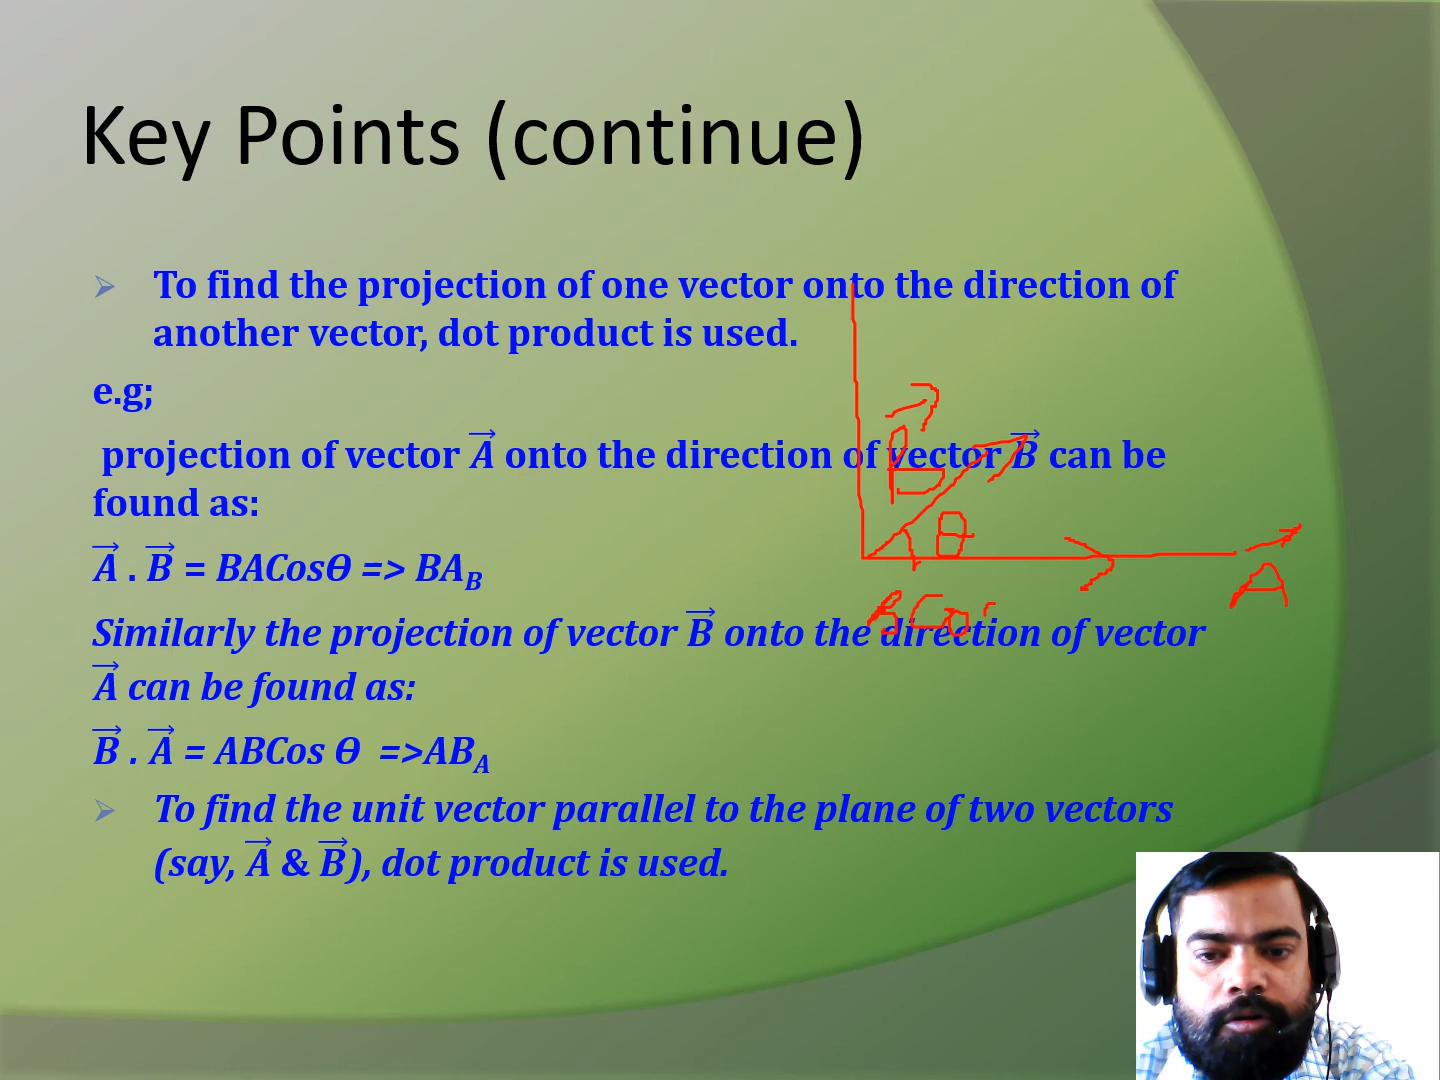 Key Points (continue)
To find the projection of one vector onto the direction of
another vector, dot product is used.
e.g;
projection of vector A⃗ onto the direction of vector B⃗ can be
found as:
A⃗ . B⃗ = BACosθ => BA_B
Similarly the projection of vector B⃗ onto the direction of vector
A⃗ can be found as:
B⃗ . A⃗ = ABCos θ =>AB_A
To find the unit vector parallel to the plane of two vectors
(say, A⃗ & B⃗), dot product is used.
B⃗
θ
A⃗